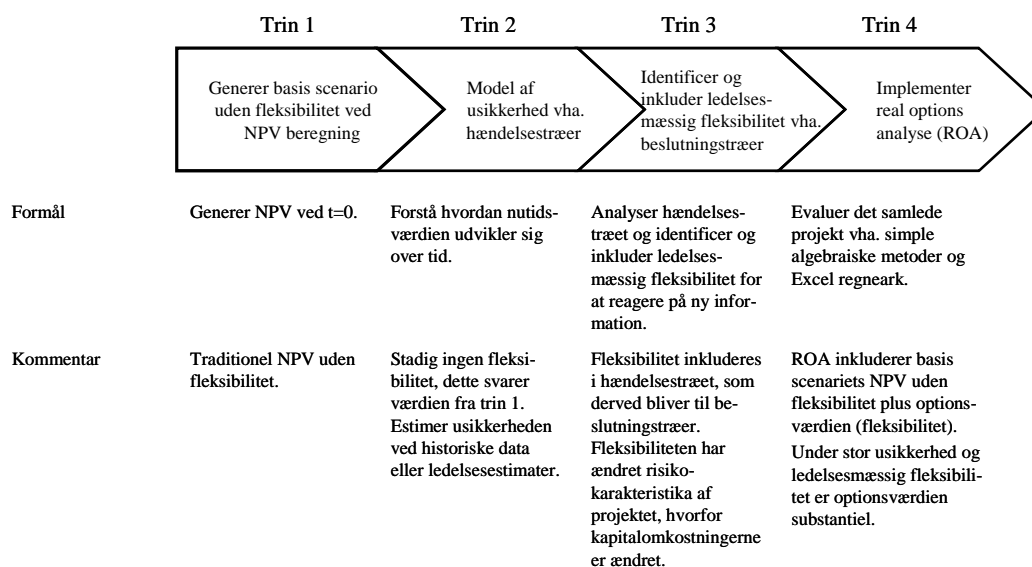 Trin 1
Trin 2
Trin 3
Trin 4
Generer basis scenario
uden fleksibilitet ved
NPV beregning
Model af
usikkerhed vha.
hændelsestræer
Identificer og
inkluder ledelses-
mæssig fleksibilitet vha.
beslutningstræer
Implementer
real options
analyse (ROA)
Formål
Generer NPV ved t=0.
Forstå hvordan nutids-
værdien udvikler sig
over tid.
Analyser hændelses-
træet og identificer og
inkluder ledelses-
mæssig fleksibilitet for
at reagere på ny infor-
mation.
Evaluer det samlede
projekt vha. simple
algebraiske metoder og
Excel regneark.
Kommentar
Traditionel NPV uden
fleksibilitet.
Stadig ingen fleksi-
bilitet, dette svarer
værdien fra trin 1.
Estimer usikkerheden
ved historiske data
eller ledelsesestimater.
Fleksibilitet inkluderes
i hændelsestræet, som
derved bliver til be-
slutningstræer.
Fleksibiliteten har
ændret risiko-
karakteristika af
projektet, hvorfor
kapitalomkostningerne
er ændret.
ROA inkluderer basis
scenariets NPV uden
fleksibilitet plus options-
værdien (fleksibilitet).
Under stor usikkerhed og
ledelsesmæssig fleksibili-
tet er optionsværdien
substantiel.